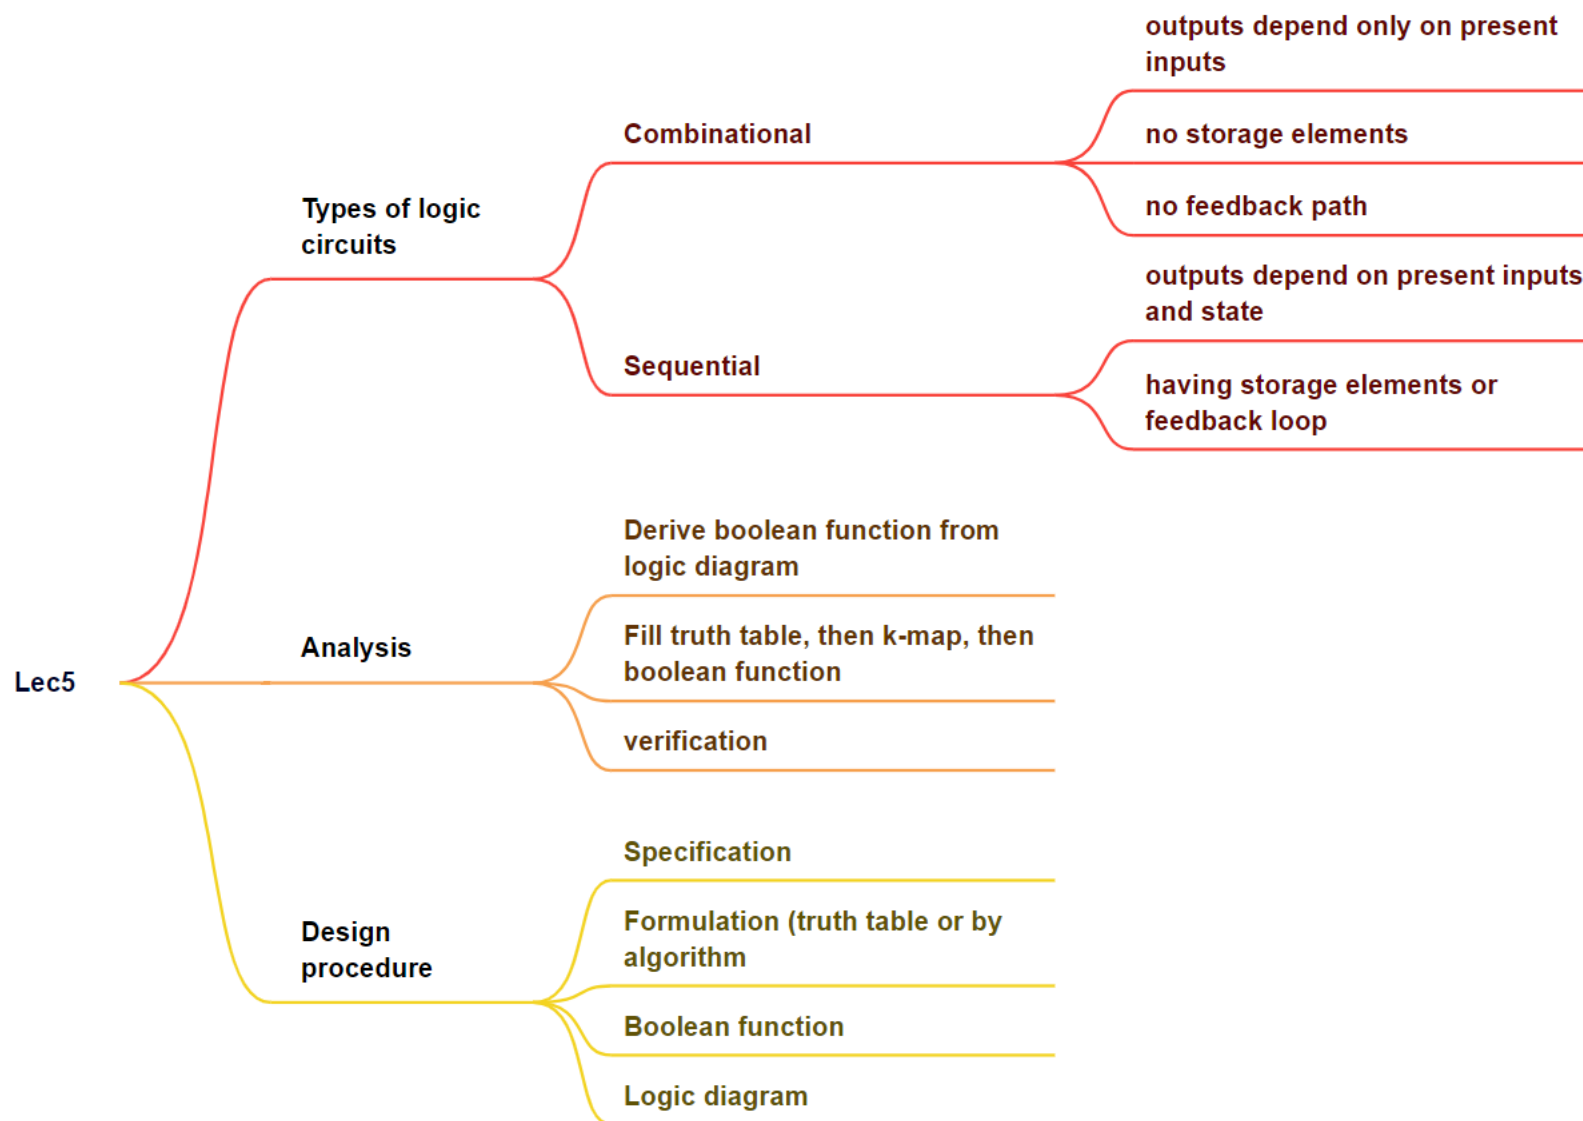 outputs depend only on present
inputs
Combinational
no storage elements
no feedback path
Types of logic
circuits
outputs depend on present inputs
and state
Sequential
having storage elements or
feedback loop
Derive boolean function from
logic diagram
Analysis
Fill truth table, then k-map, then
boolean function
Lec5
verification
Specification
Design
procedure
Formulation (truth table or by
algorithm
Boolean function
Logic diagram